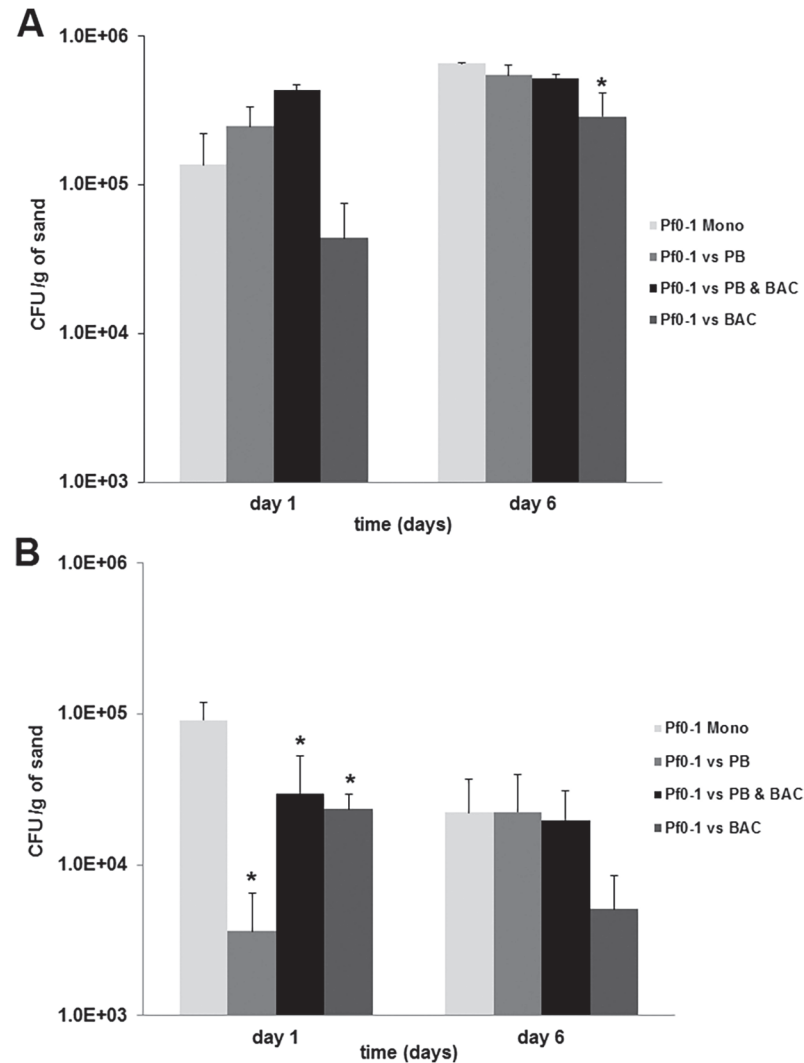 A
1.0E+06
1.0E+05
1.0E+04
1.0E+03
CFU/g of sand
*
day 1
day 6
time (days)
Pf0-1 Mono
Pf0-1 vs PB
Pf0-1 vs PB & BAC
Pf0-1 vs BAC
B
1.0E+06
1.0E+05
1.0E+04
1.0E+03
CFU/g of sand
*
*
*
day 1
day 6
time (days)
Pf0-1 Mono
Pf0-1 vs PB
Pf0-1 vs PB & BAC
Pf0-1 vs BAC